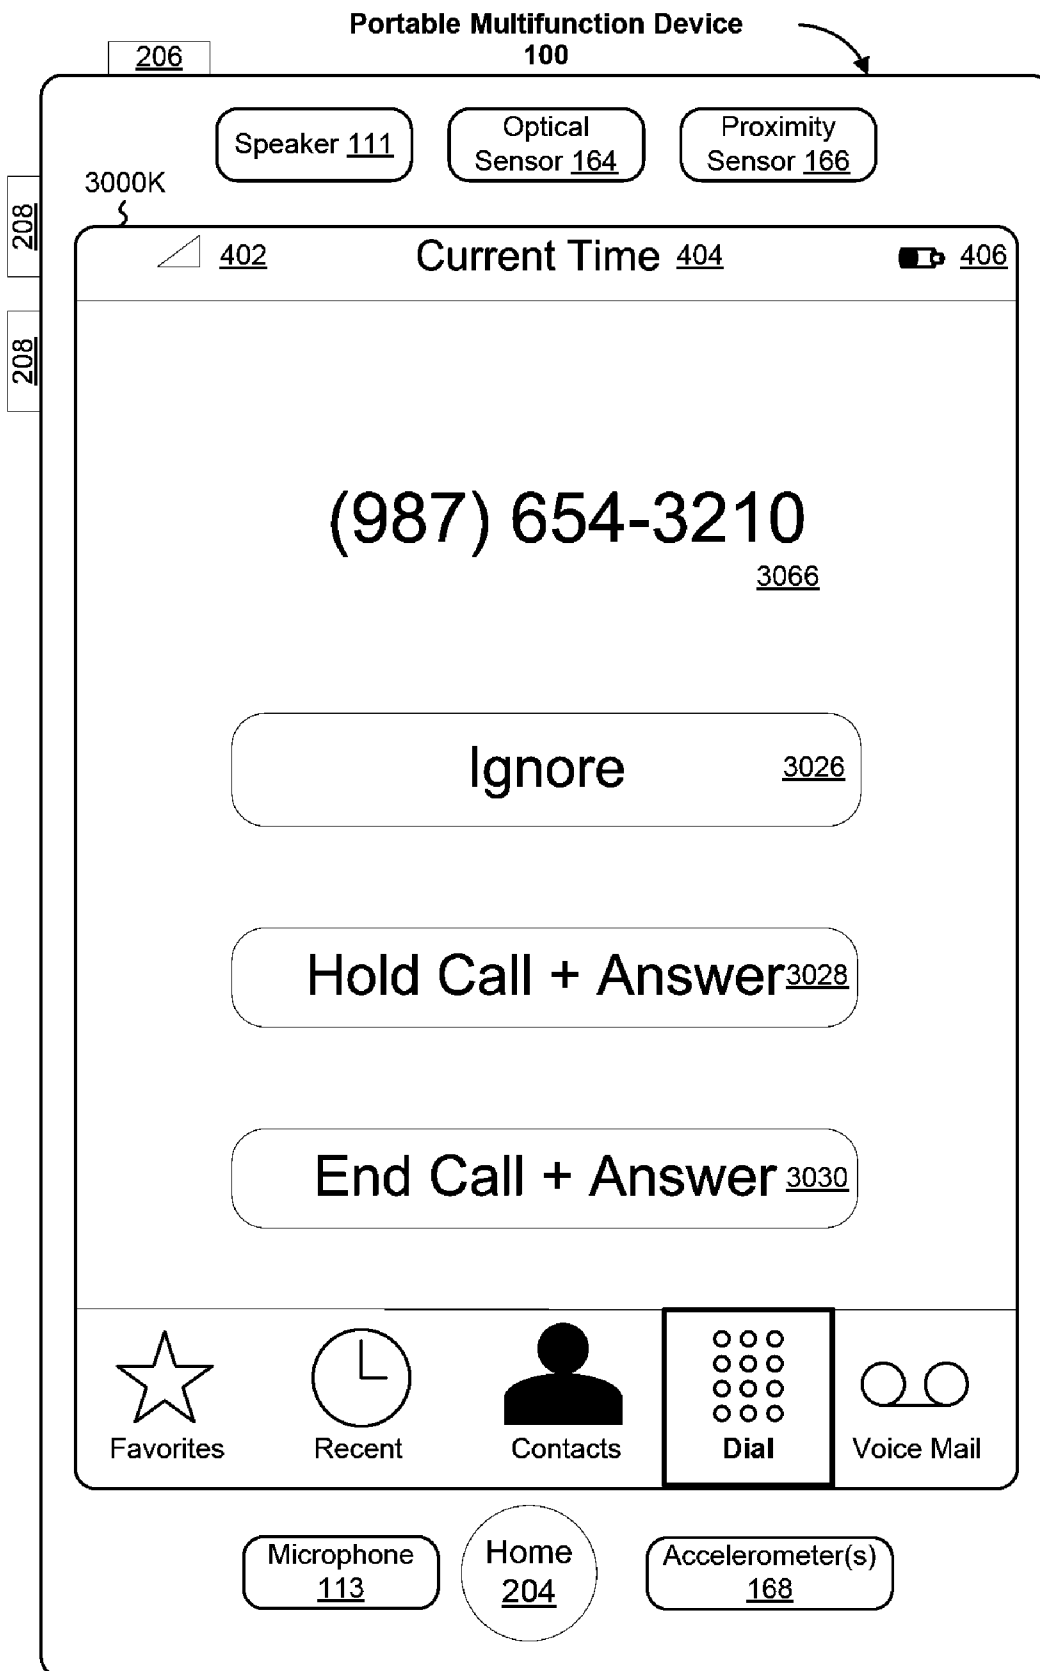 Portable Multifunction Device
100
206
Speaker 111
Optical
Sensor 164
Proximity
Sensor 166
3000K
208
208
402
Current Time 404
406
(987) 654-3210
3066
Ignore 3026
Hold Call + Answer 3028
End Call + Answer 3030
Favorites
Recent
Contacts
Dial
Voice Mail
Microphone
113
Home
204
Accelerometer(s)
168